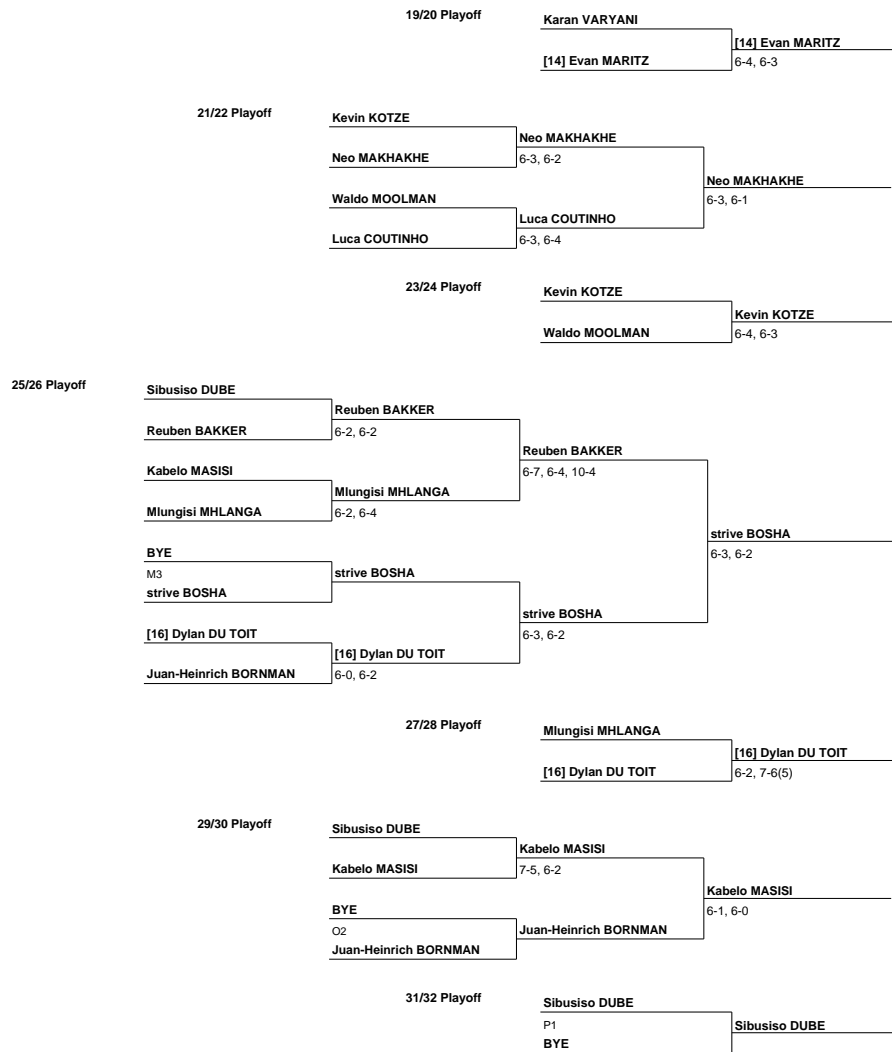 19/20 Playoff
Karan VARYANI
[14] Evan MARITZ
[14] Evan MARITZ
6-4, 6-3
21/22 Playoff
Kevin KOTZE
Neo MAKHAKHE
Neo MAKHAKHE
6-3, 6-2
Neo MAKHAKHE
6-3, 6-1
Waldo MOOLMAN
Luca COUTINHO
Luca COUTINHO
6-3, 6-4
23/24 Playoff
Kevin KOTZE
Kevin KOTZE
Waldo MOOLMAN
6-4, 6-3
25/26 Playoff
Sibusiso DUBE
Reuben BAKKER
Reuben BAKKER
6-2, 6-2
Reuben BAKKER
6-7, 6-4, 10-4
Kabelo MASISI
Mlungisi MHLANGA
Mlungisi MHLANGA
6-2, 6-4
strive BOSHA
6-3, 6-2
BYE
M3
strive BOSHA
strive BOSHA
strive BOSHA
6-3, 6-2
[16] Dylan DU TOIT
[16] Dylan DU TOIT
Juan-Heinrich BORNMAN
6-0, 6-2
27/28 Playoff
Mlungisi MHLANGA
[16] Dylan DU TOIT
[16] Dylan DU TOIT
6-2, 7-6(5)
29/30 Playoff
Sibusiso DUBE
Kabelo MASISI
Kabelo MASISI
7-5, 6-2
Kabelo MASISI
6-1, 6-0
BYE
O2
Juan-Heinrich BORNMAN
Juan-Heinrich BORNMAN
31/32 Playoff
Sibusiso DUBE
P1
Sibusiso DUBE
BYE